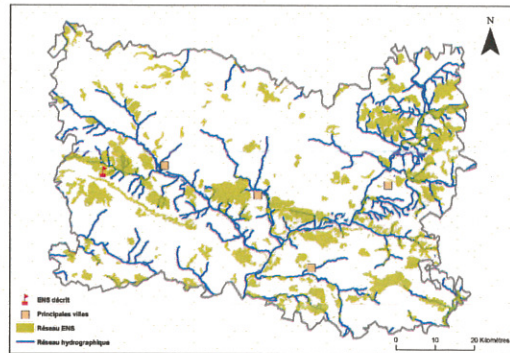 N
ENS décrit
Principales villes
Réseau ENS
Réseau hydrographique
0 10 20 Kilomètres